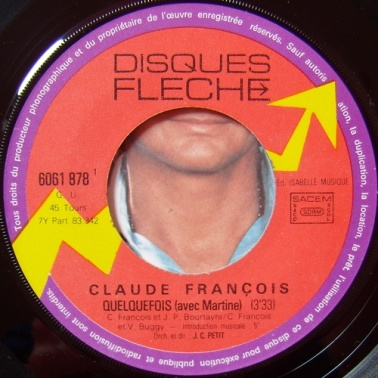 Tous droits du producteur phonographique et du propriétaire de l'œuvre enregistrée réservés. Sauf autorisation, la duplication, la location, le prêt, l'utilisation de ce disque pour exécution publique et radiodiffusion sont interdits.
DISQUES
FLECHE
6061 878 1
45 Tours
7Y Part 83.342
Ed. ISABELLE MUSIQUE
SACEM
SDRM
CLAUDE FRANÇOIS
QUELQUEFOIS (avec Martine) (3'33)
C. François et J. P. Bourtayre/C. François
et V. Buggy — introduction musicale 5"
Orch. et dir. J.C. PETIT